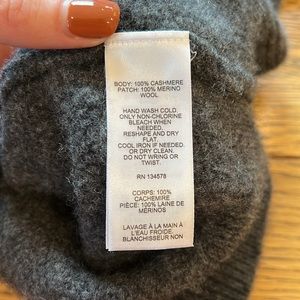 BODY: 100% CASHMERE
PATCH: 100% MERINO
WOOL
HAND WASH COLD.
ONLY NON-CHLORINE
BLEACH WHEN
NEEDED.
RESHAPE AND DRY
FLAT.
COOL IRON IF NEEDED.
OR DRY CLEAN.
DO NOT WRING OR
TWIST.
RN 134578
CORPS: 100%
CACHEMIRE
PIÈCE: 100% LAINE DE
MÉRINOS
LAVAGE À LA MAIN À
L'EAU FROIDE.
BLANCHISSEUR NON